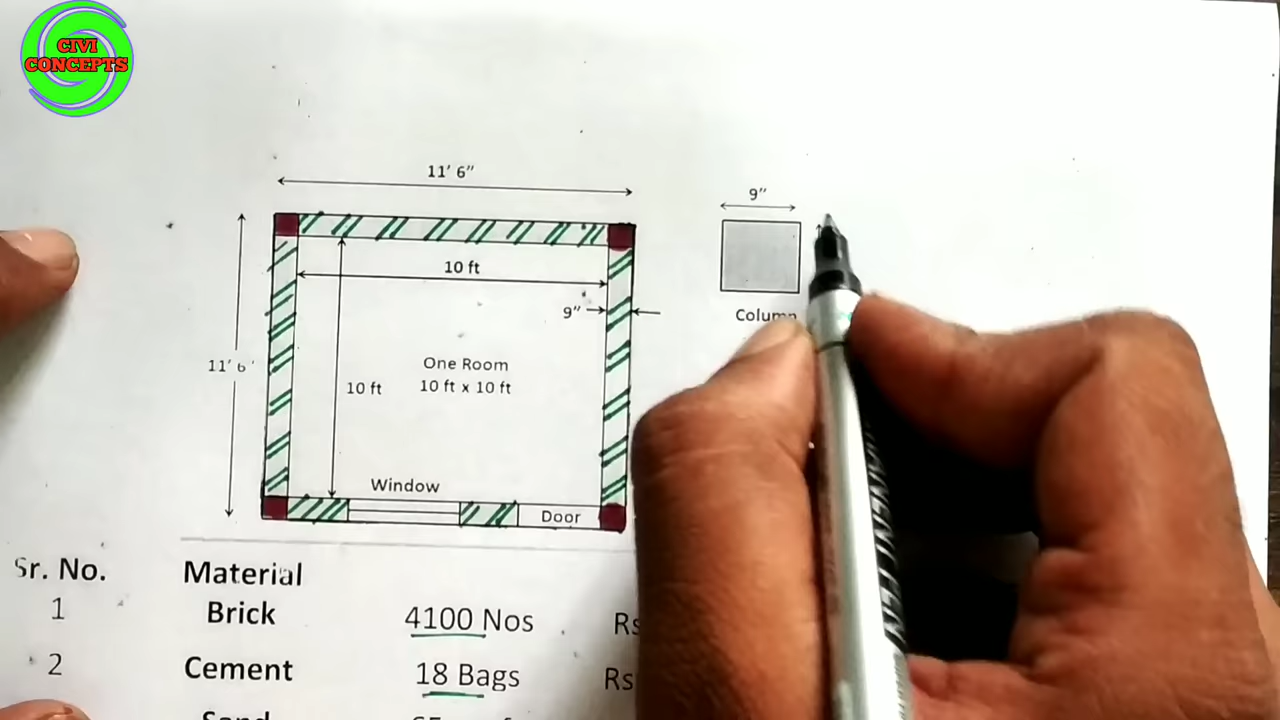 CIVI
CONCEPTS
11' 6"
9"
10 ft
9"
Column
11' 6'
One Room
10 ft
10 ft x 10 ft
Window
Door
Sr. No. Material
1 Brick 4100 Nos Rs
2 Cement 18 Bags Rs
Sand